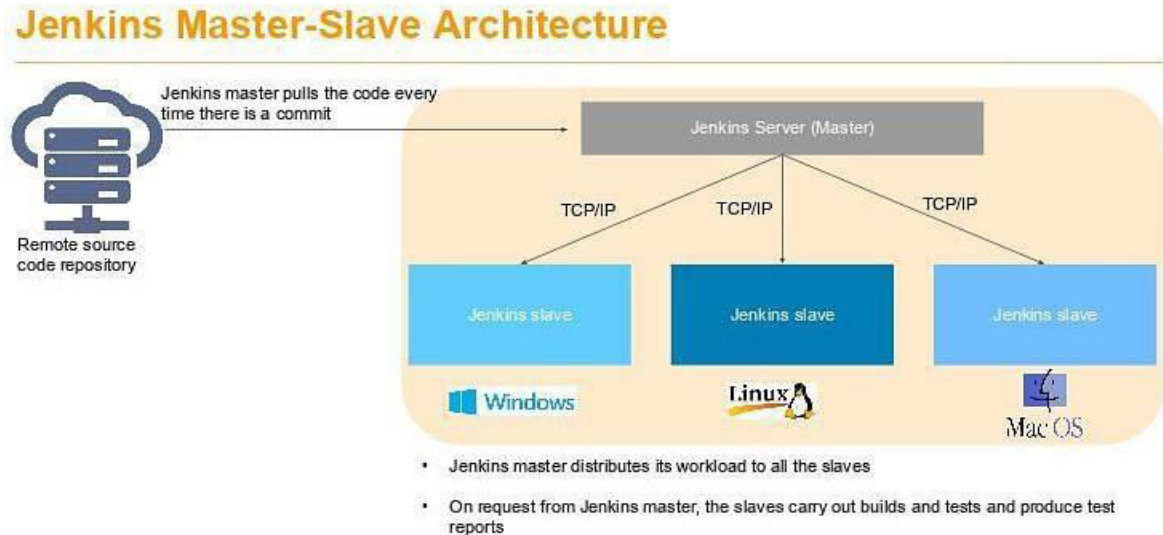 Jenkins Master-Slave Architecture
Jenkins master pulls the code every
time there is a commit
Jenkins Server (Master)
TCP/IP
TCP/IP
TCP/IP
Remote source
code repository
Jenkins slave
Jenkins slave
Jenkins slave
Windows
Linux
Mac OS
• Jenkins master distributes its workload to all the slaves
• On request from Jenkins master, the slaves carry out builds and tests and produce test
reports